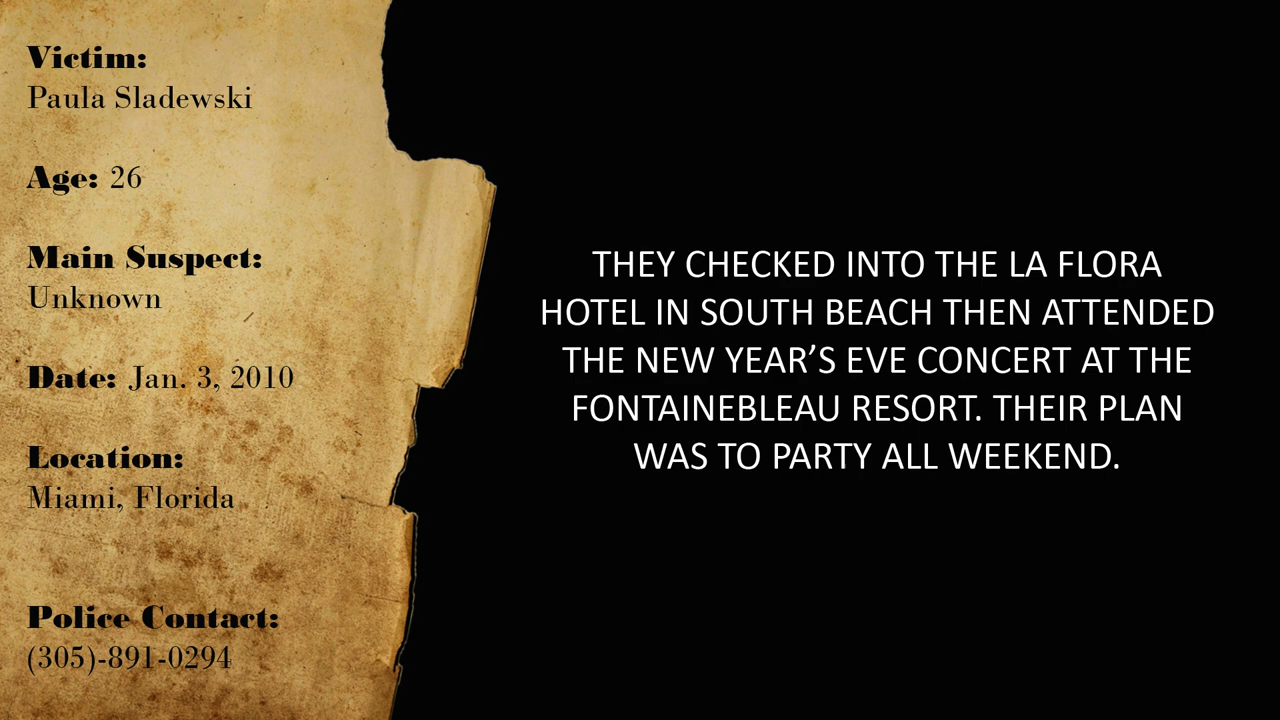 Victim:
Paula Sladewski
Age: 26
Main Suspect:
Unknown
Date: Jan. 3, 2010
Location:
Miami, Florida
Police Contact:
(305)-891-0294
THEY CHECKED INTO THE LA FLORA
HOTEL IN SOUTH BEACH THEN ATTENDED
THE NEW YEAR’S EVE CONCERT AT THE
FONTAINEBLEAU RESORT. THEIR PLAN
WAS TO PARTY ALL WEEKEND.